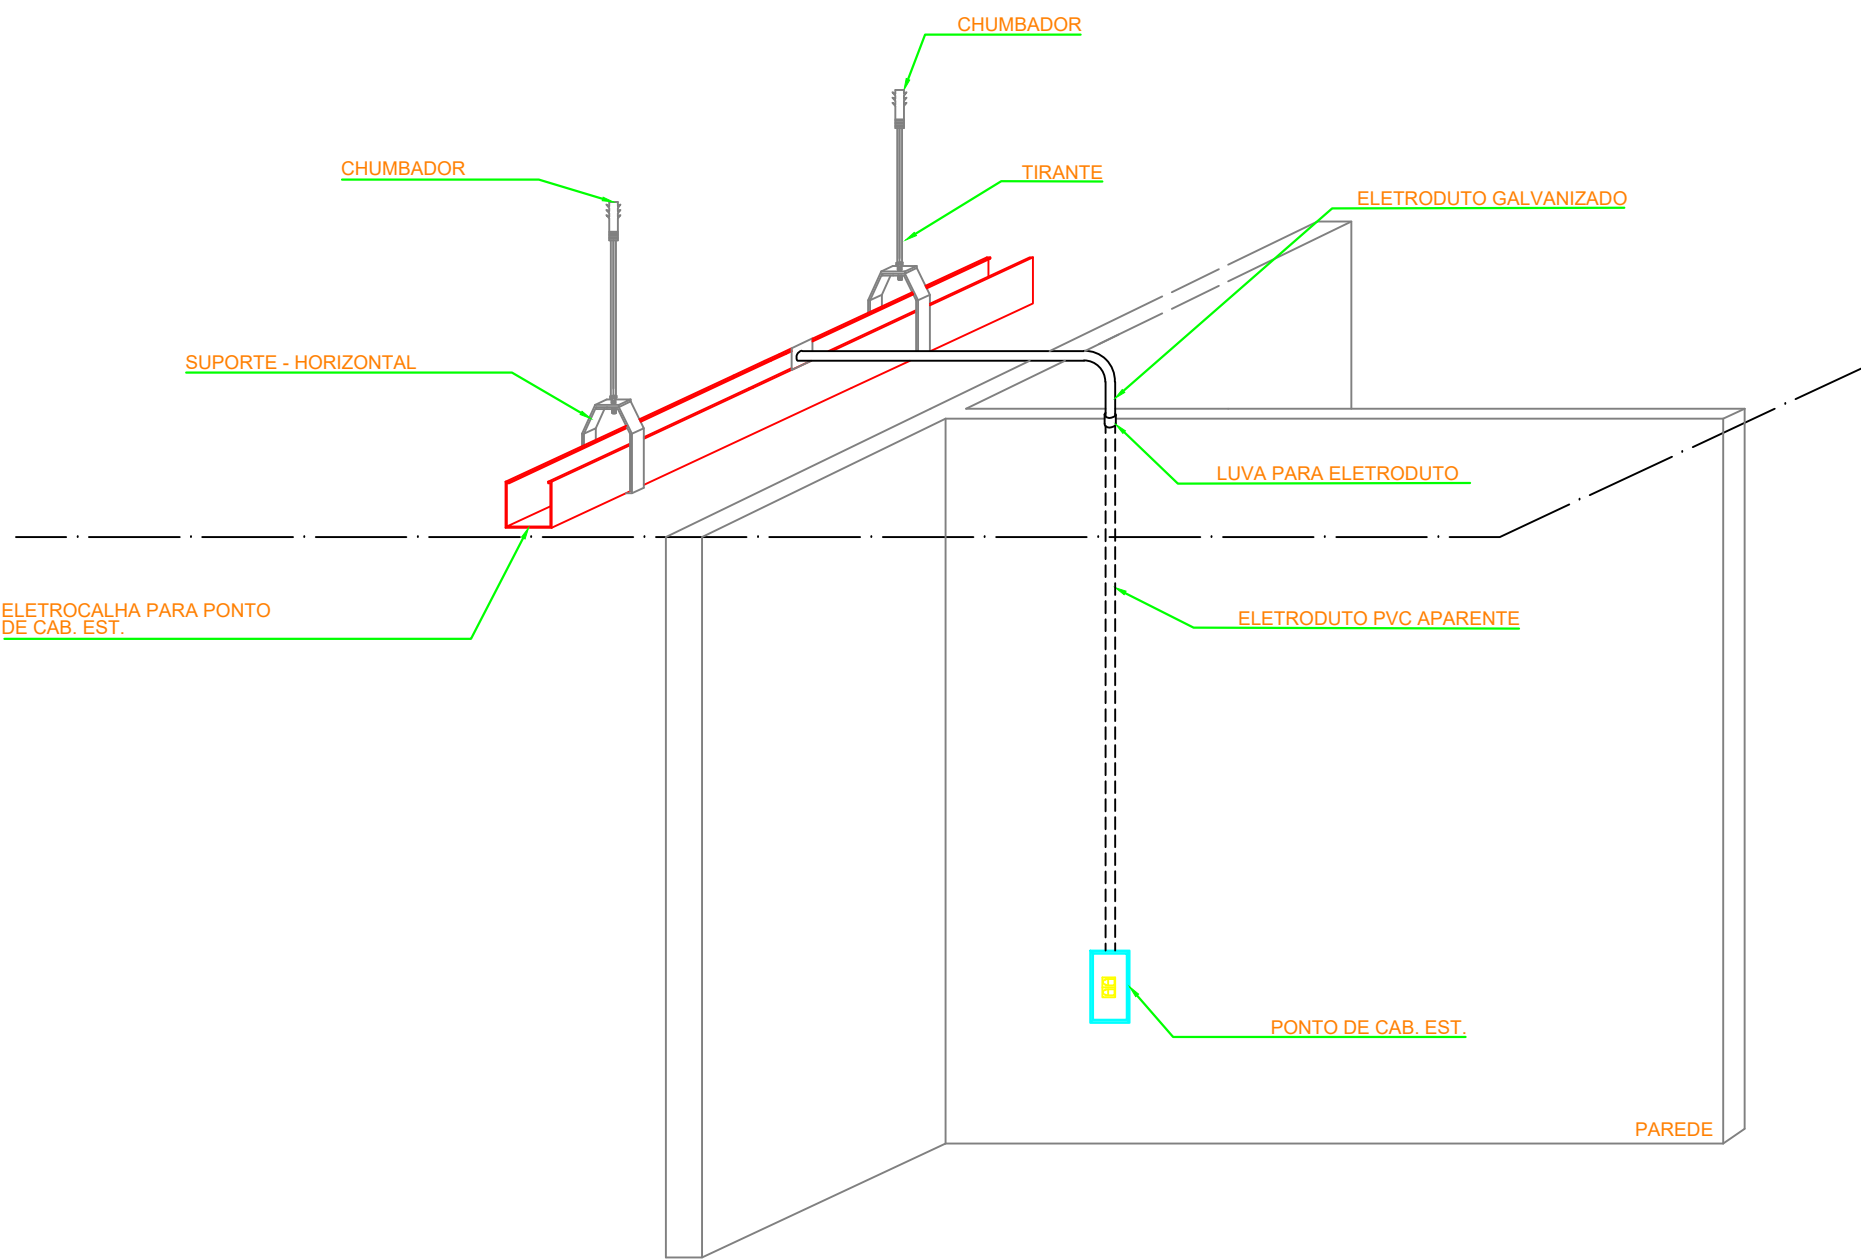 CHUMBADOR
CHUMBADOR
TIRANTE
ELETRODUTO GALVANIZADO
SUPORTE - HORIZONTAL
LUVA PARA ELETRODUTO
ELETROCALHA PARA PONTO
DE CAB. EST.
ELETRODUTO PVC APARENTE
PONTO DE CAB. EST.
PAREDE